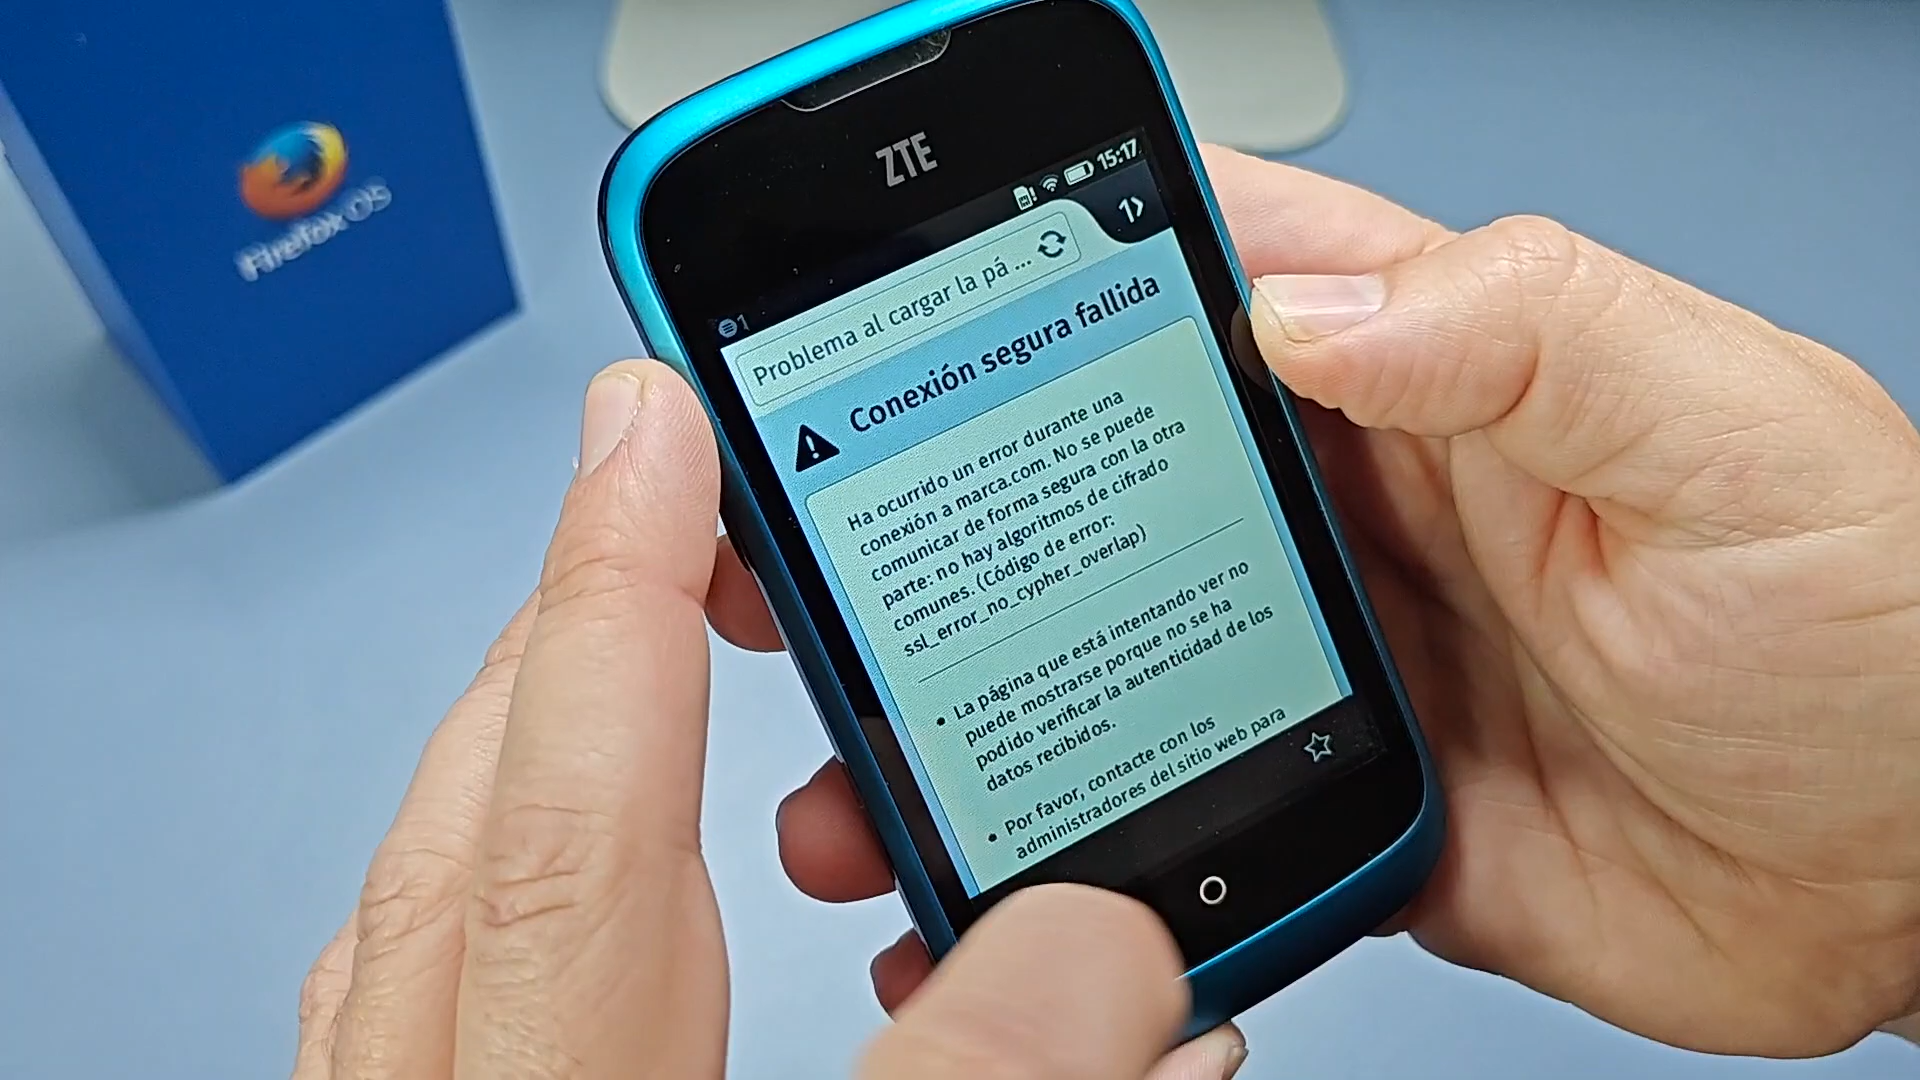 Firefox OS
ZTE
15:17
1
1
Problema al cargar la pá ...
Conexión segura fallida
Ha ocurrido un error durante una
conexión a marca.com. No se puede
comunicar de forma segura con la otra
parte: no hay algoritmos de cifrado
comunes. (Código de error:
ssl_error_no_cypher_overlap)
• La página que está intentando ver no
puede mostrarse porque no se ha
podido verificar la autenticidad de los
datos recibidos.
• Por favor, contacte con los
administradores del sitio web para